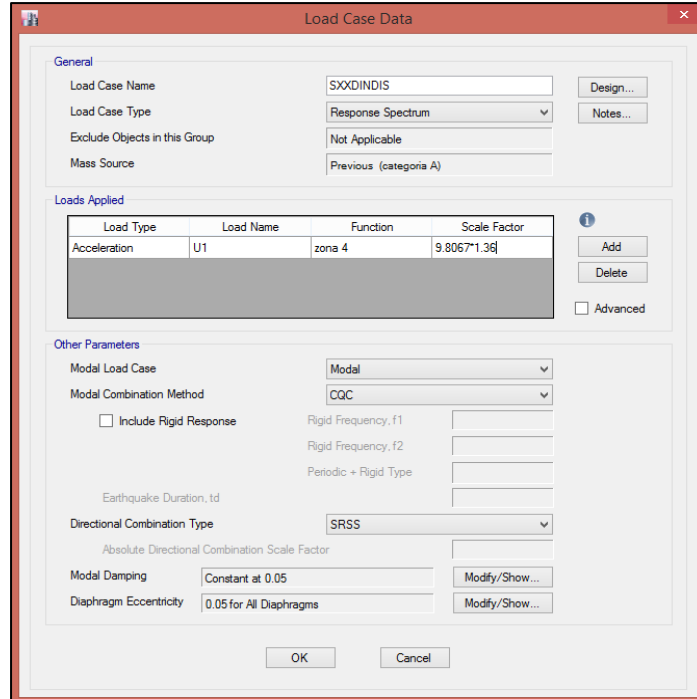 Load Case Data
×
General
Load Case Name SXXDINDIS Design...
Load Case Type Response Spectrum Notes...
Exclude Objects in this Group Not Applicable
Mass Source Previous (categoria A)
Loads Applied
Load Type Load Name Function Scale Factor
Acceleration U1 zona 4 9.8067*1.36
i
Add
Delete
Advanced
Other Parameters
Modal Load Case Modal
Modal Combination Method CQC
Include Rigid Response Rigid Frequency, f1
Rigid Frequency, f2
Periodic + Rigid Type
Earthquake Duration, td
Directional Combination Type SRSS
Absolute Directional Combination Scale Factor
Modal Damping Constant at 0.05 Modify/Show...
Diaphragm Eccentricity 0.05 for All Diaphragms Modify/Show...
OK Cancel